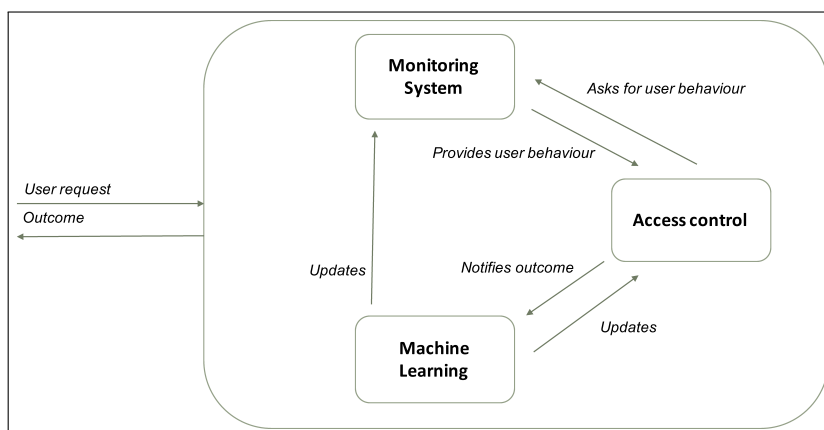 Monitoring
System
Asks for user behaviour
Provides user behaviour
User request
Outcome
Access control
Updates
Notifies outcome
Updates
Machine
Learning